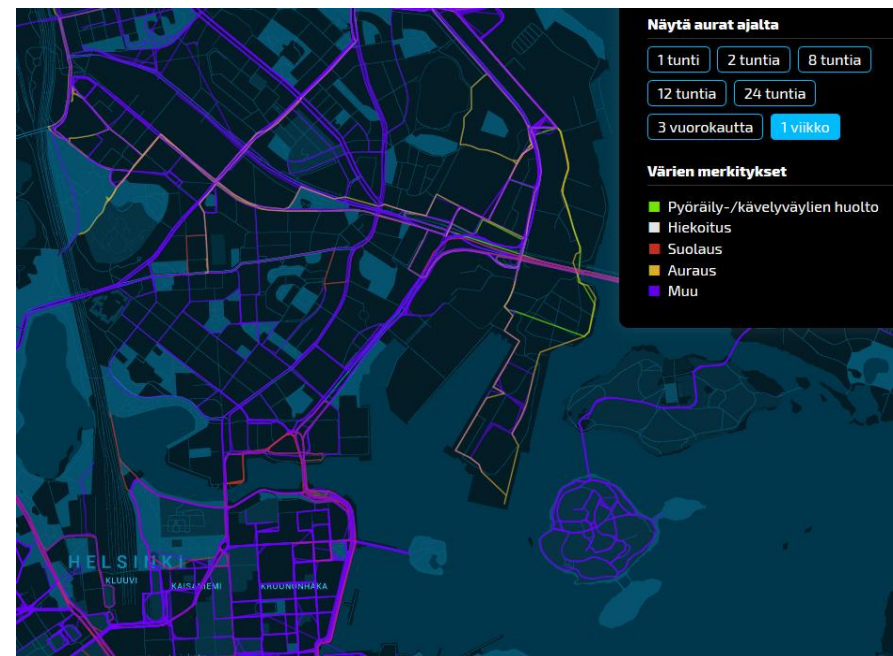 Näytä aurat ajalta
1 tunti
2 tuntia
8 tuntia
12 tuntia
24 tuntia
3 vuorokautta
1 viikko
Värien merkitykset
Pyöräily-/kävelyväylien huolto
Hiekoitus
Suolaus
Auraus
Muu
HELSINKI
KLUUVI
KAISANIEMI
KRUUNUNHAKA